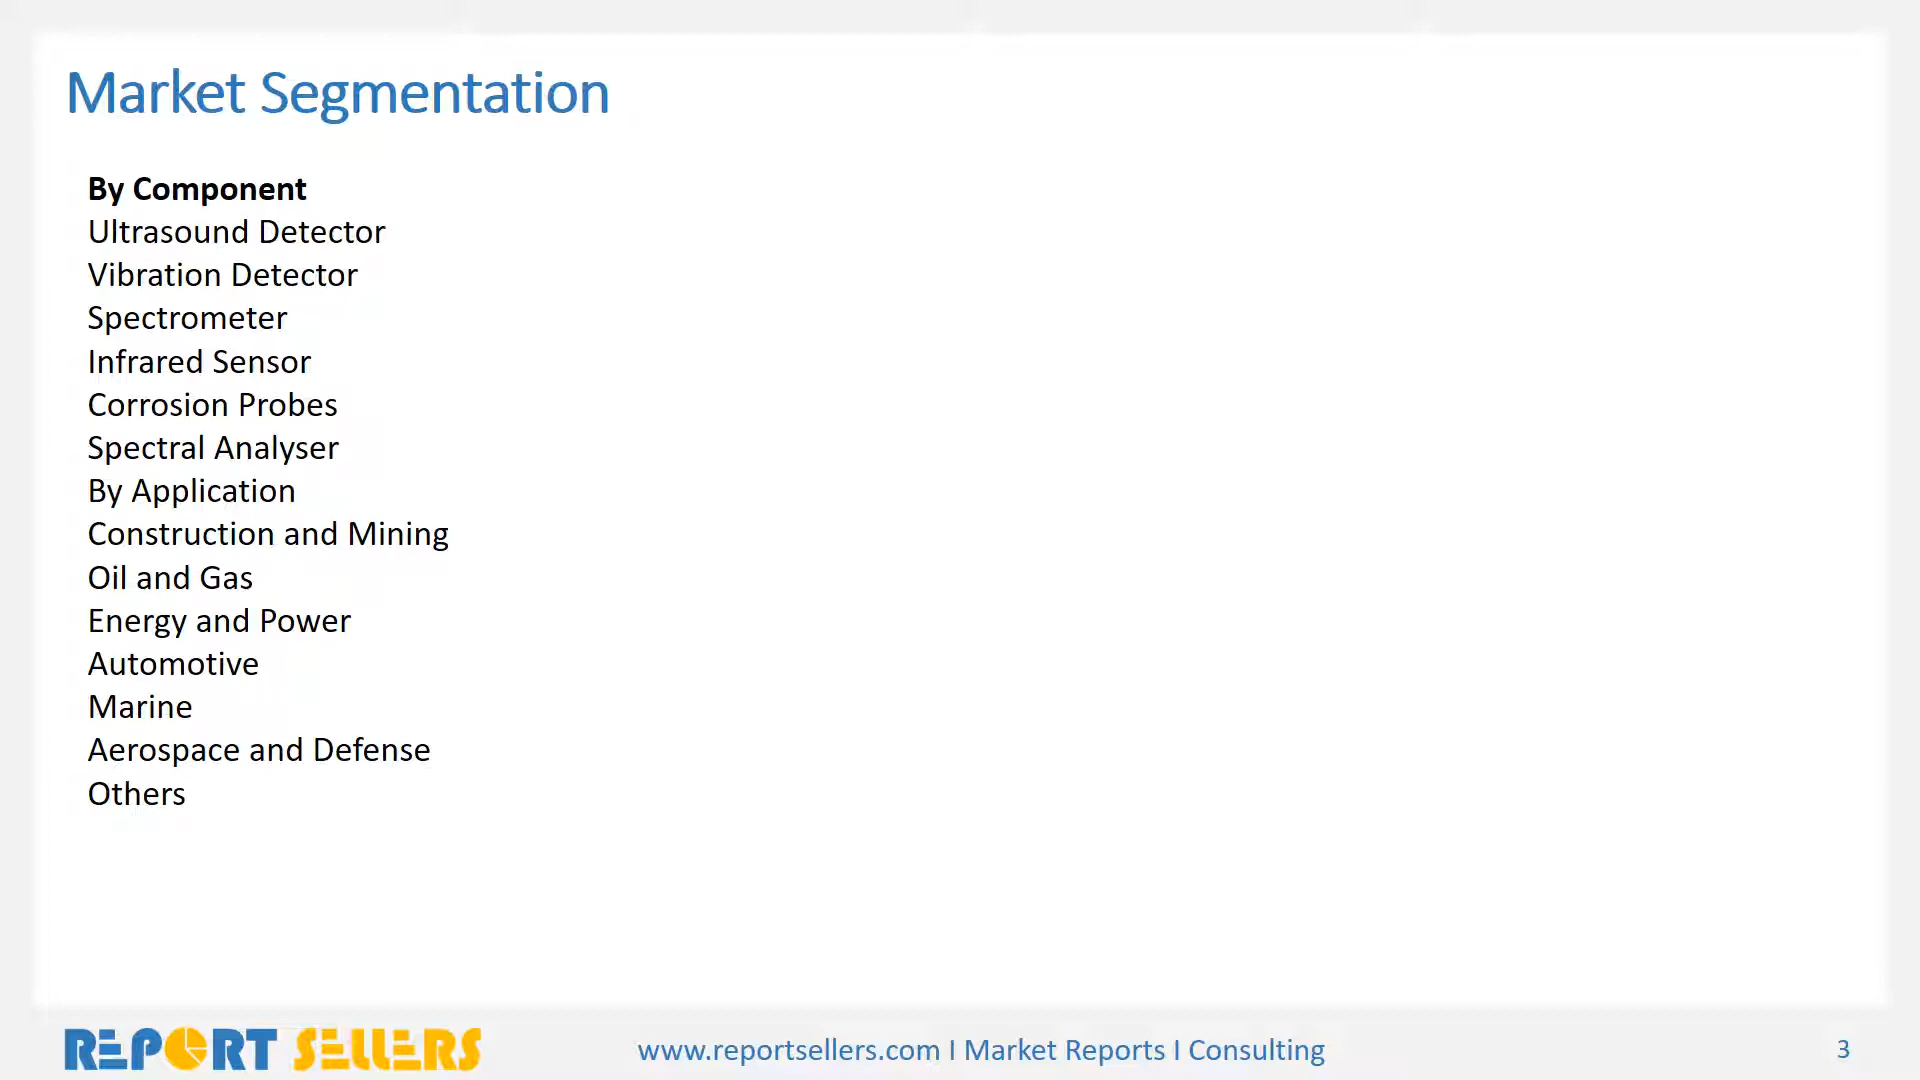 Market Segmentation
By Component
Ultrasound Detector
Vibration Detector
Spectrometer
Infrared Sensor
Corrosion Probes
Spectral Analyser
By Application
Construction and Mining
Oil and Gas
Energy and Power
Automotive
Marine
Aerospace and Defense
Others
REPORT SELLERS
www.reportsellers.com I Market Reports I Consulting
3